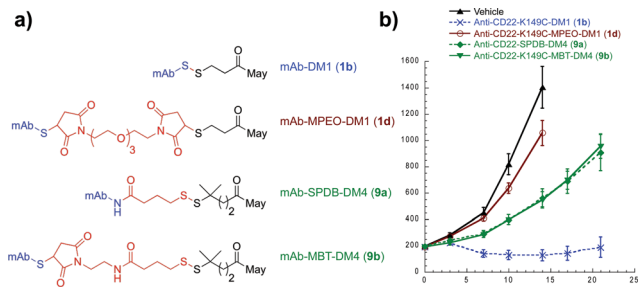 a)
mAb S S O May mAb-DM1 (1b)
mAb S O O N O 3 N O O S O May mAb-MPEO-DM1 (1d)
mAb N H O S S 2 O May mAb-SPDB-DM4 (9a)
mAb S O O N N H O S S 2 O May mAb-MBT-DM4 (9b)
b)
Vehicle
Anti-CD22-K149C-DM1 (1b)
Anti-CD22-K149C-MPEO-DM1 (1d)
Anti-CD22-SPDB-DM4 (9a)
Anti-CD22-K149C-MBT-DM4 (9b)
1600
1400
1200
1000
800
600
400
200
0
0 5 10 15 20 25